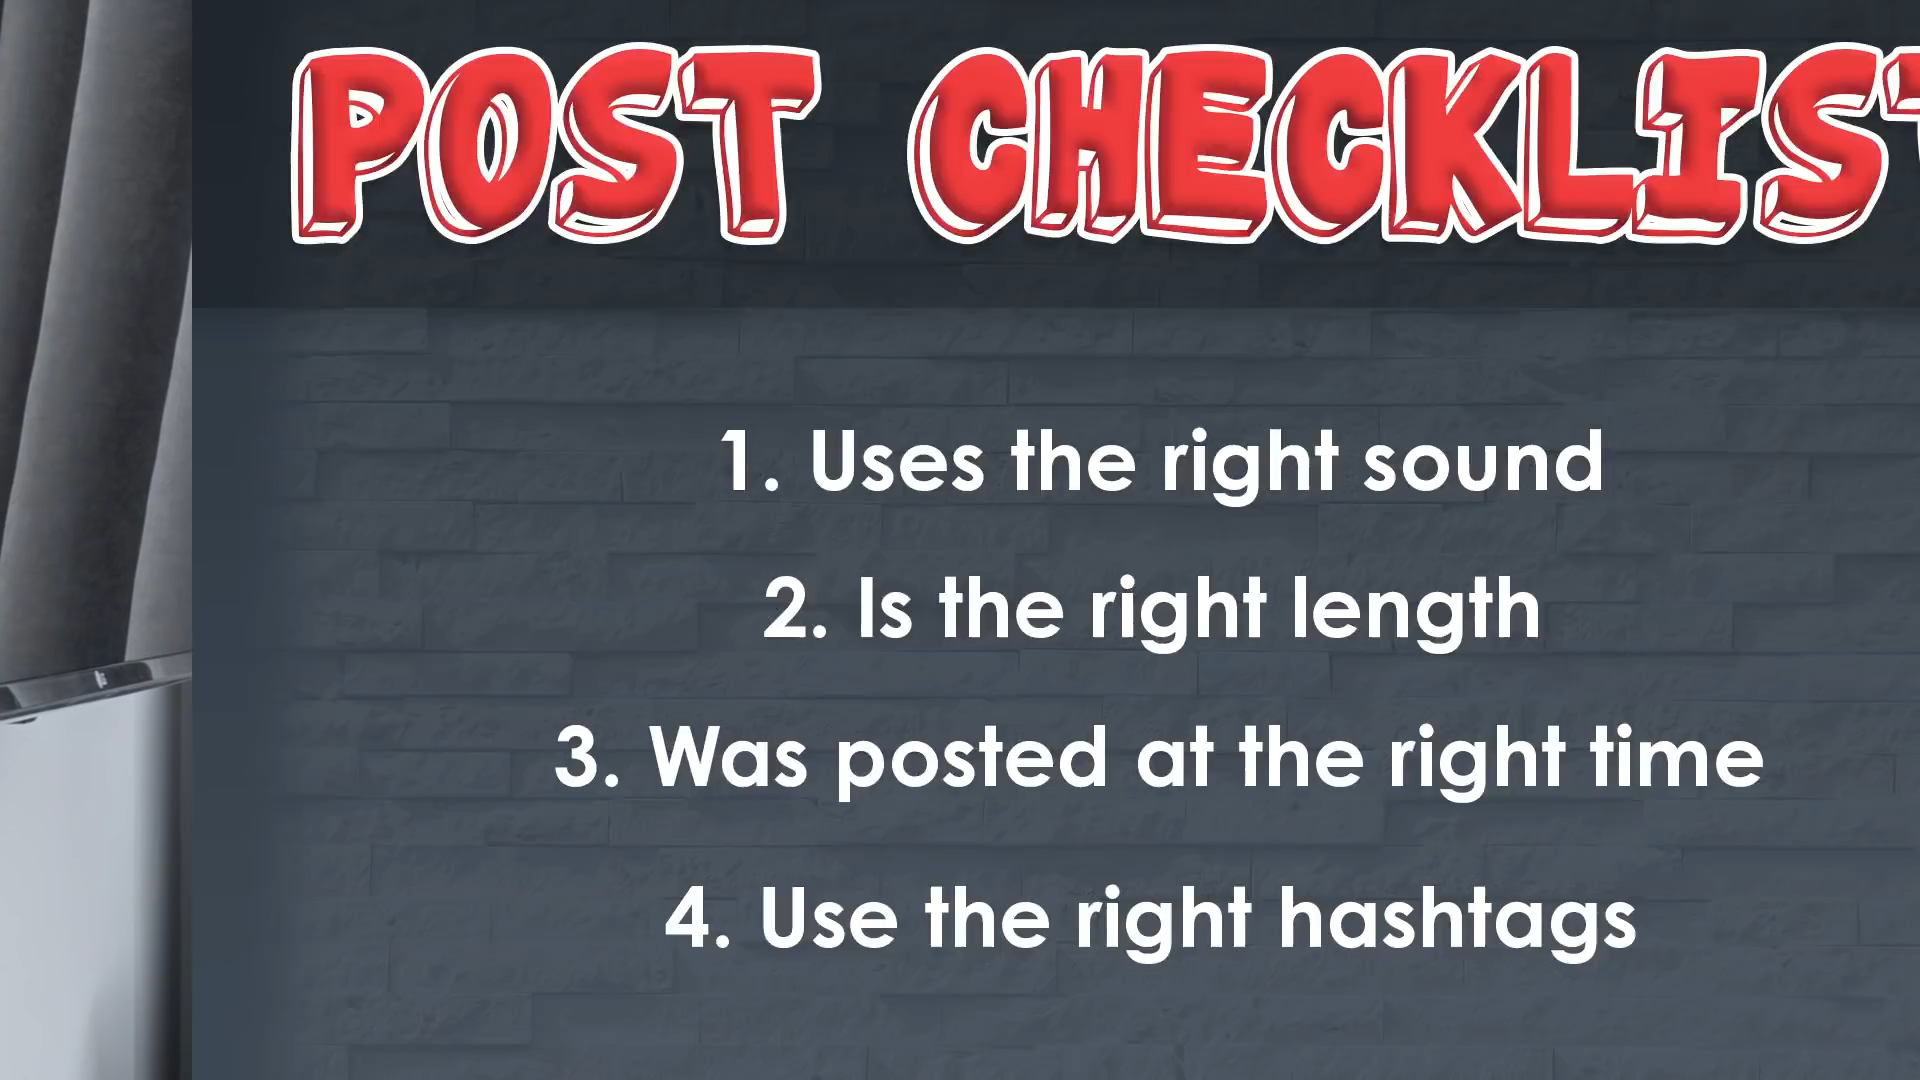 POST CHECKLIST
1. Uses the right sound
2. Is the right length
3. Was posted at the right time
4. Use the right hashtags